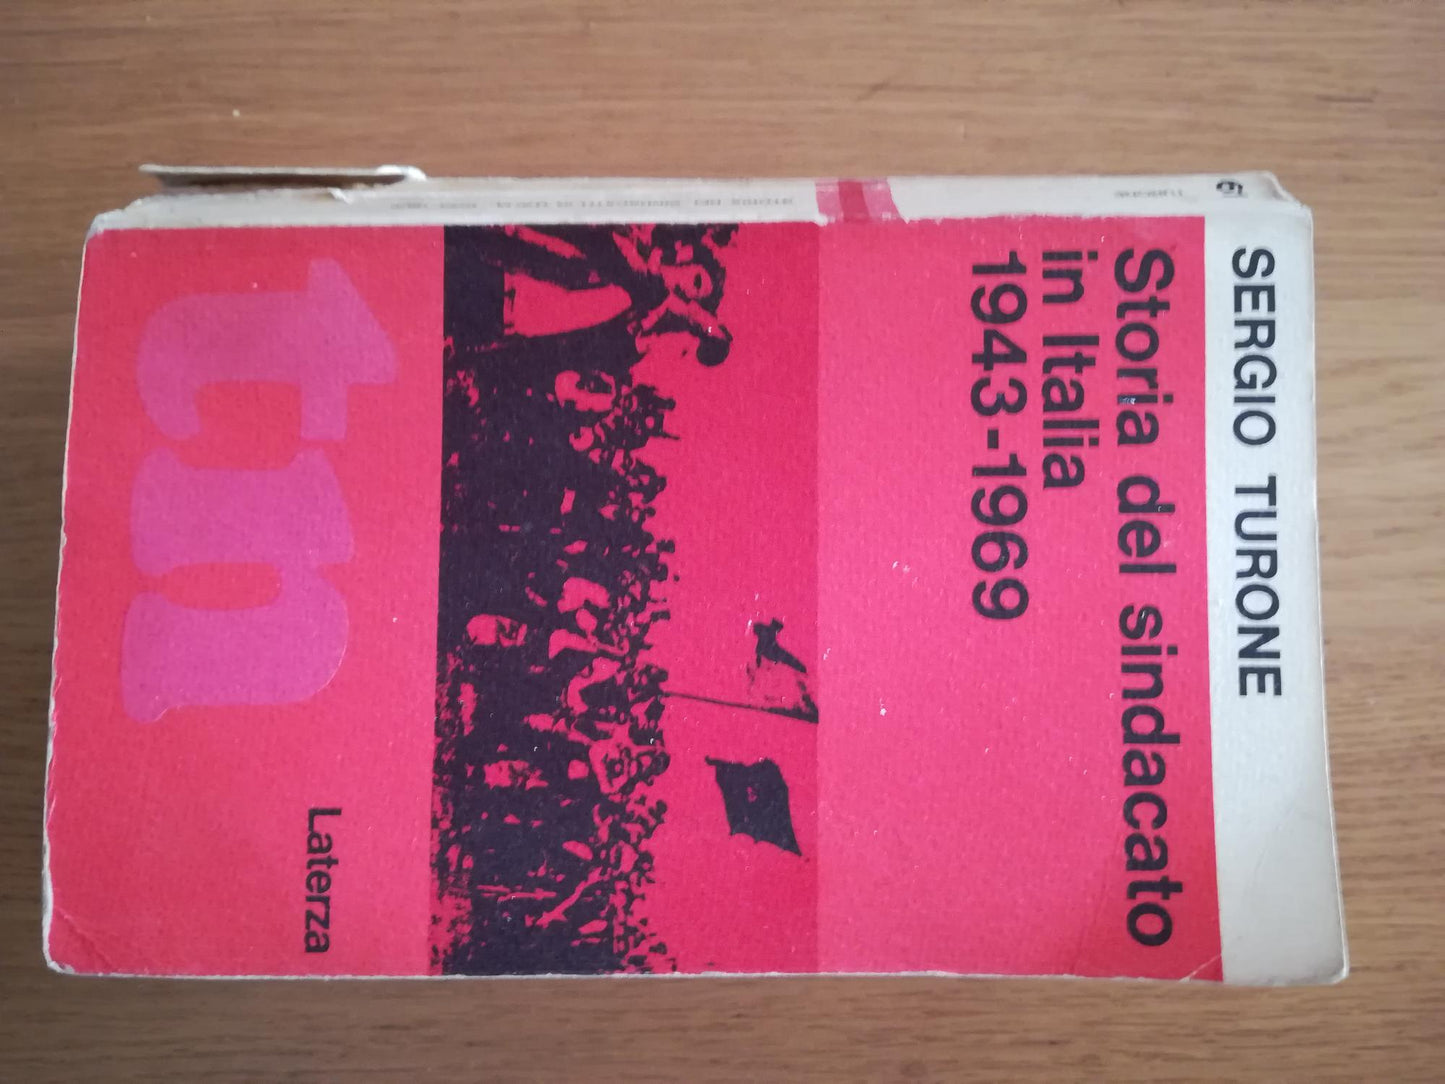 SERGIO TURONE
Storia del sindacato
in Italia
1943-1969
tn
Laterza